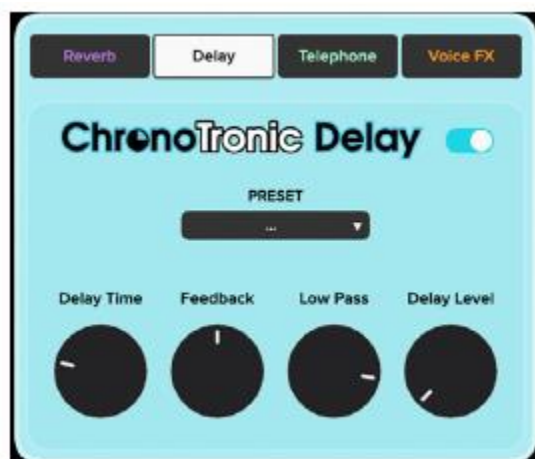 Reverb Delay Telephone Voice FX
ChronoTronic Delay
PRESET
...
Delay Time Feedback Low Pass Delay Level